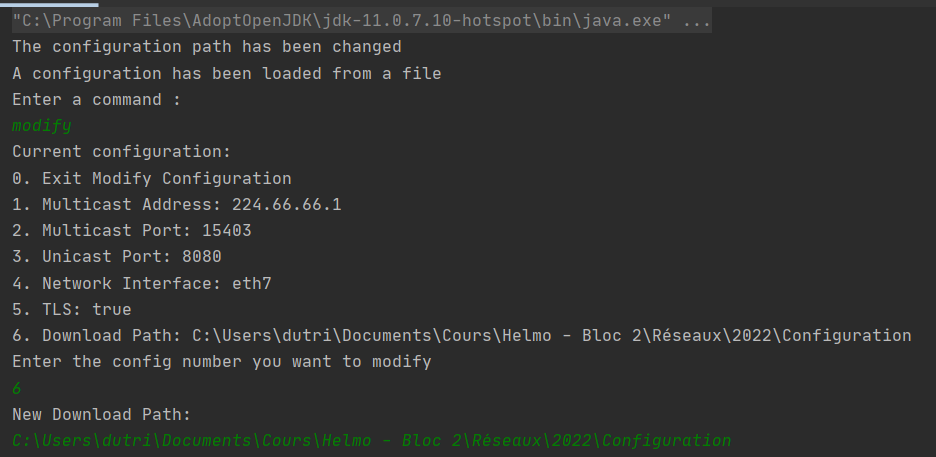 "C:\Program Files\AdoptOpenJDK\jdk-11.0.7.10-hotspot\bin\java.exe" ...
The configuration path has been changed
A configuration has been loaded from a file
Enter a command :
modify
Current configuration:
0. Exit Modify Configuration
1. Multicast Address: 224.66.66.1
2. Multicast Port: 15403
3. Unicast Port: 8080
4. Network Interface: eth7
5. TLS: true
6. Download Path: C:\Users\dutri\Documents\Cours\Helmo - Bloc 2\Réseaux\2022\Configuration
Enter the config number you want to modify
6
New Download Path:
C:\Users\dutri\Documents\Cours\Helmo - Bloc 2\Réseaux\2022\Configuration